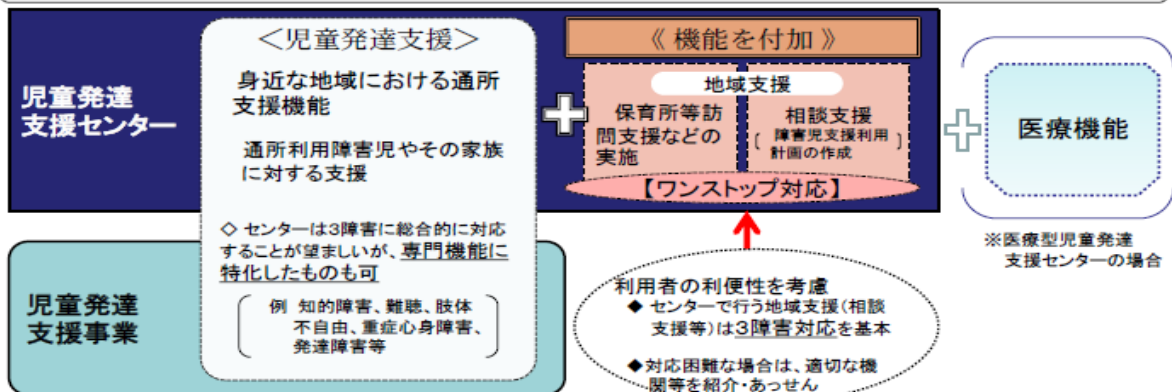 児童発達
支援センター
＜児童発達支援＞
身近な地域における通所
支援機能
通所利用障害児やその家族
に対する支援
◇ センターは3障害に総合的に対応
することが望ましいが、専門機能に
特化したものも可
例 知的障害、難聴、肢体
不自由、重症心身障害、
発達障害等
《 機能を付加 》
地域支援
保育所等訪
問支援などの
実施
相談支援
障害児支援利用
計画の作成
【ワンストップ対応】
医療機能
※医療型児童発達
支援センターの場合
児童発達
支援事業
利用者の利便性を考慮
◆ センターで行う地域支援(相談
支援等)は3障害対応を基本
◆対応困難な場合は、適切な機
関等を紹介・あっせん